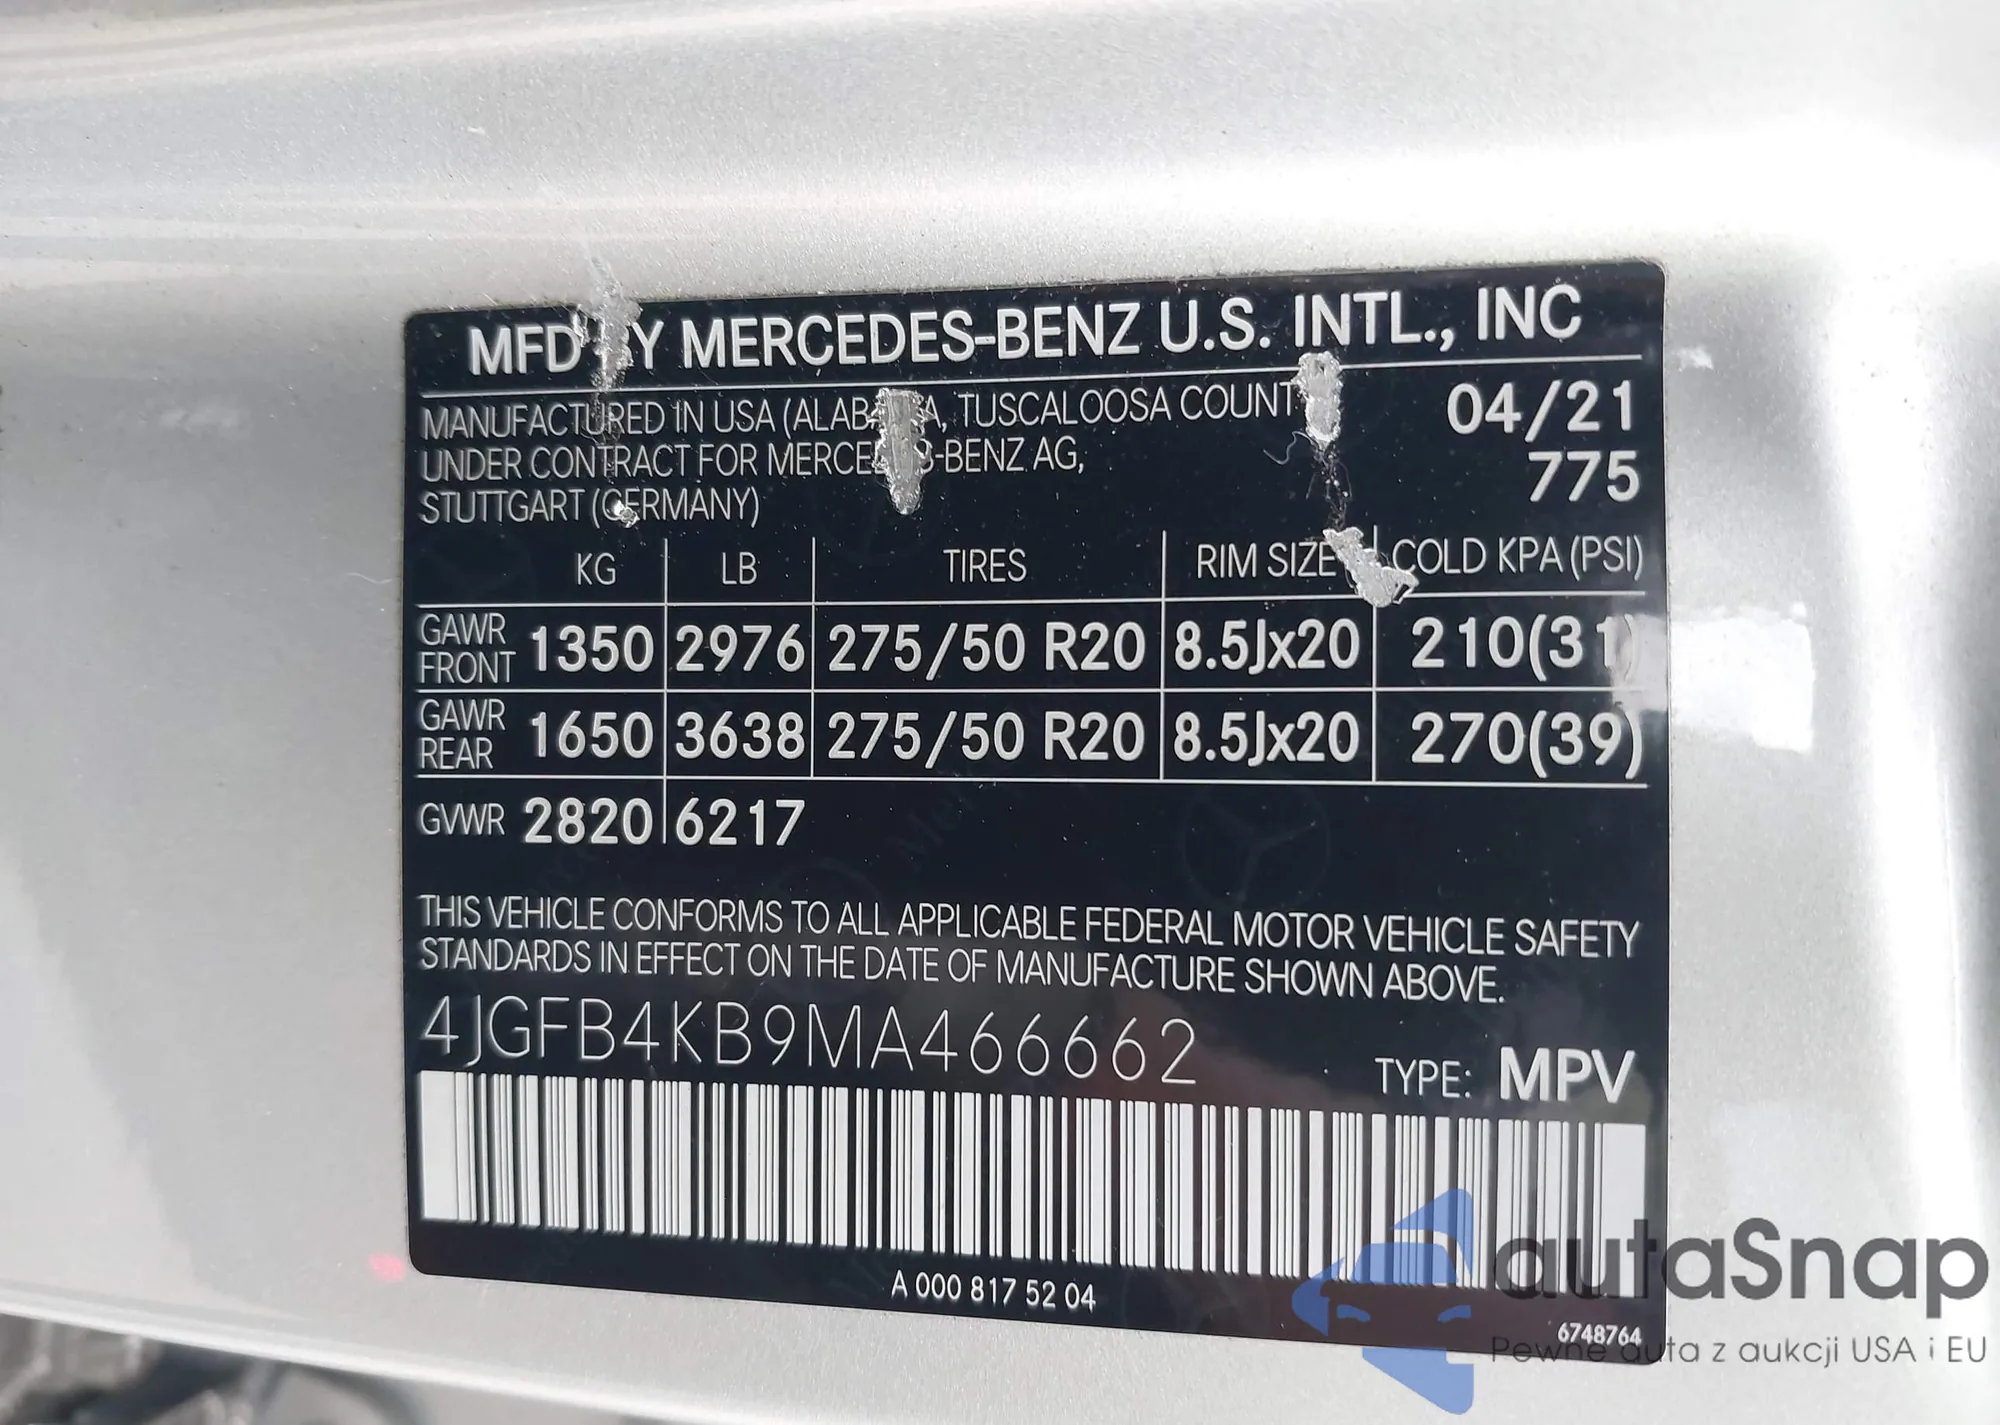 MFD BY MERCEDES-BENZ U.S. INTL., INC
MANUFACTURED IN USA (ALABAMA, TUSCALOOSA COUNTY 04/21
UNDER CONTRACT FOR MERCEDES-BENZ AG, 775
STUTTGART (GERMANY)
KG LB TIRES RIM SIZE COLD KPA (PSI)
GAWR FRONT 1350 2976 275/50 R20 8.5Jx20 210(31)
GAWR REAR 1650 3638 275/50 R20 8.5Jx20 270(39)
GVWR 2820 6217
THIS VEHICLE CONFORMS TO ALL APPLICABLE FEDERAL MOTOR VEHICLE SAFETY
STANDARDS IN EFFECT ON THE DATE OF MANUFACTURE SHOWN ABOVE.
4JGFB4KB9MA466662 TYPE: MPV
A 000 817 52 04
6748764
autaSnap
Pewne auta z aukcji USA i EU